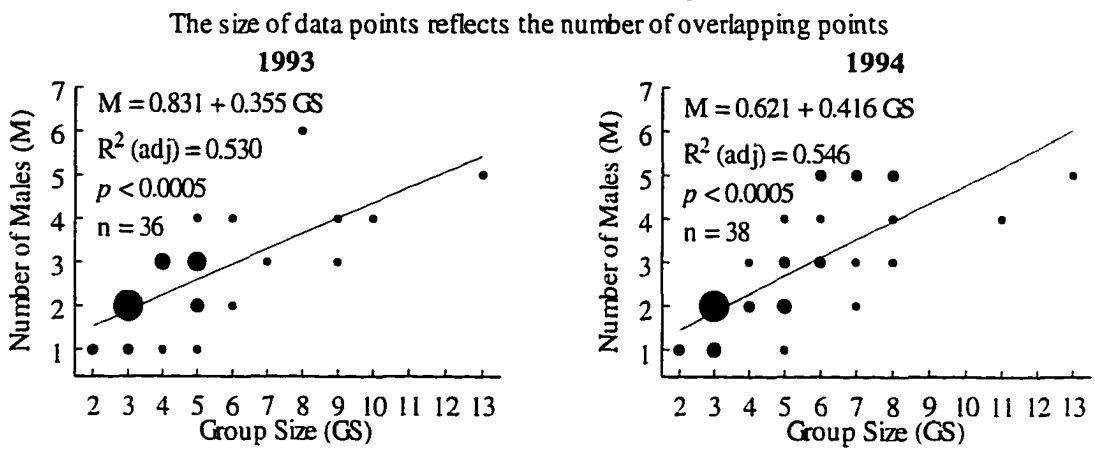 The size of data points reflects the number of overlapping points
1993
M = 0.831 + 0.355 GS
R² (adj) = 0.530
p < 0.0005
n = 36
Number of Males (M)
7
6
5
4
3
2
1
2 3 4 5 6 7 8 9 10 11 12 13
Group Size (GS)
1994
M = 0.621 + 0.416 GS
R² (adj) = 0.546
p < 0.0005
n = 38
Number of Males (M)
7
6
5
4
3
2
1
2 3 4 5 6 7 8 9 10 11 12 13
Group Size (GS)